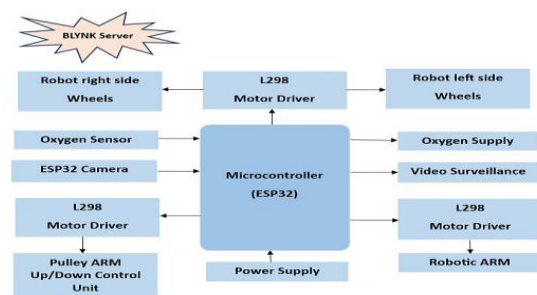 BLYNK Server
Robot right side
Wheels
L298
Motor Driver
Robot left side
Wheels
Oxygen Sensor
ESP32 Camera
Microcontroller
(ESP32)
Oxygen Supply
Video Surveillance
L298
Motor Driver
L298
Motor Driver
Pulley ARM
Up/Down Control
Unit
Power Supply
Robotic ARM